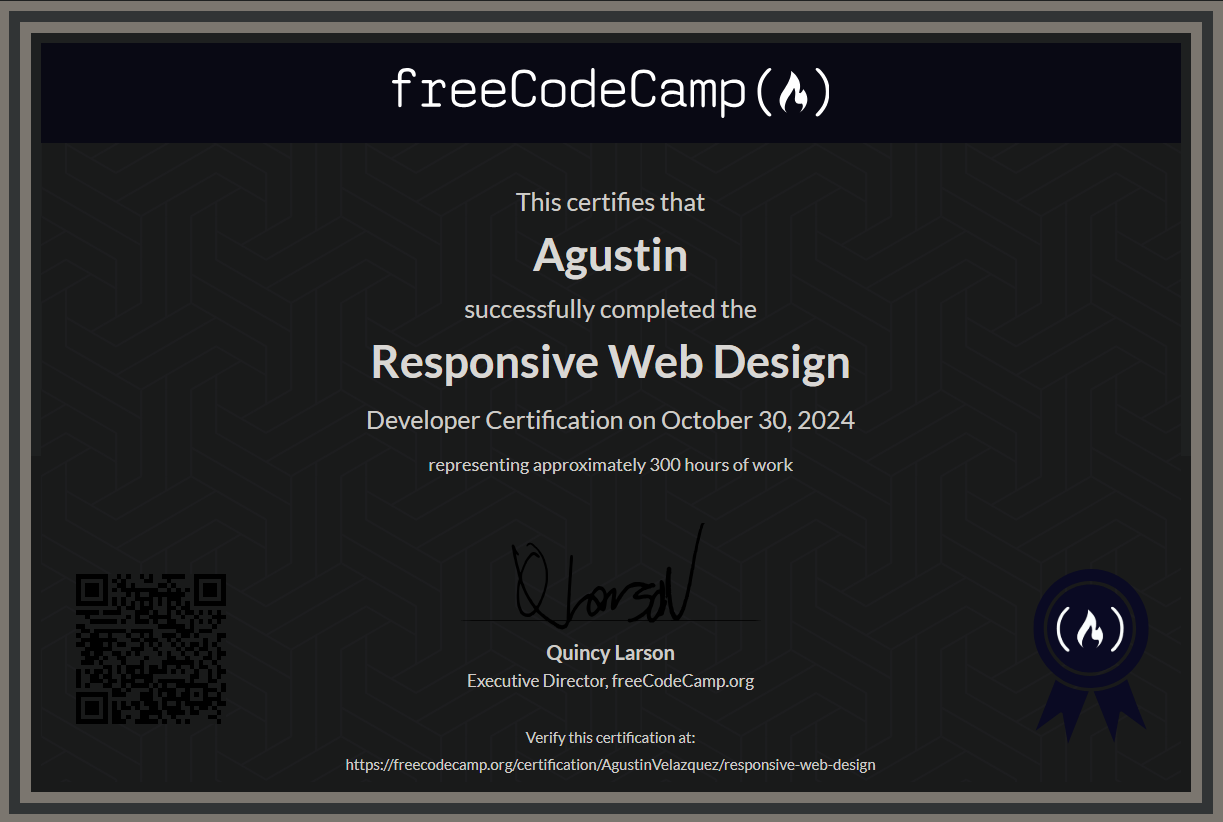 freeCodeCamp
This certifies that
Agustin
successfully completed the
Responsive Web Design
Developer Certification on October 30, 2024
representing approximately 300 hours of work
Q Larson
Quincy Larson
Executive Director, freeCodeCamp.org
Verify this certification at:
https://freecodecamp.org/certification/AgustinVelazquez/responsive-web-design